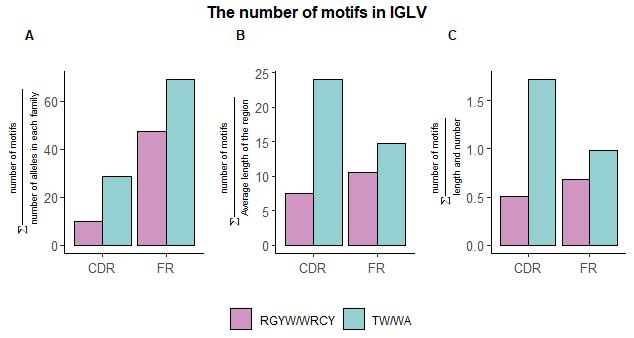 The number of motifs in IGLV
A B C
∑ number of motifs
number of alleles in each family
60
40
20
0
CDR FR
∑ number of motifs
Average length of the region
25
20
15
10
5
0
CDR FR
∑ number of motifs
length and number
1.5
1.0
0.5
0.0
CDR FR
RGYW/WRCY TW/WA